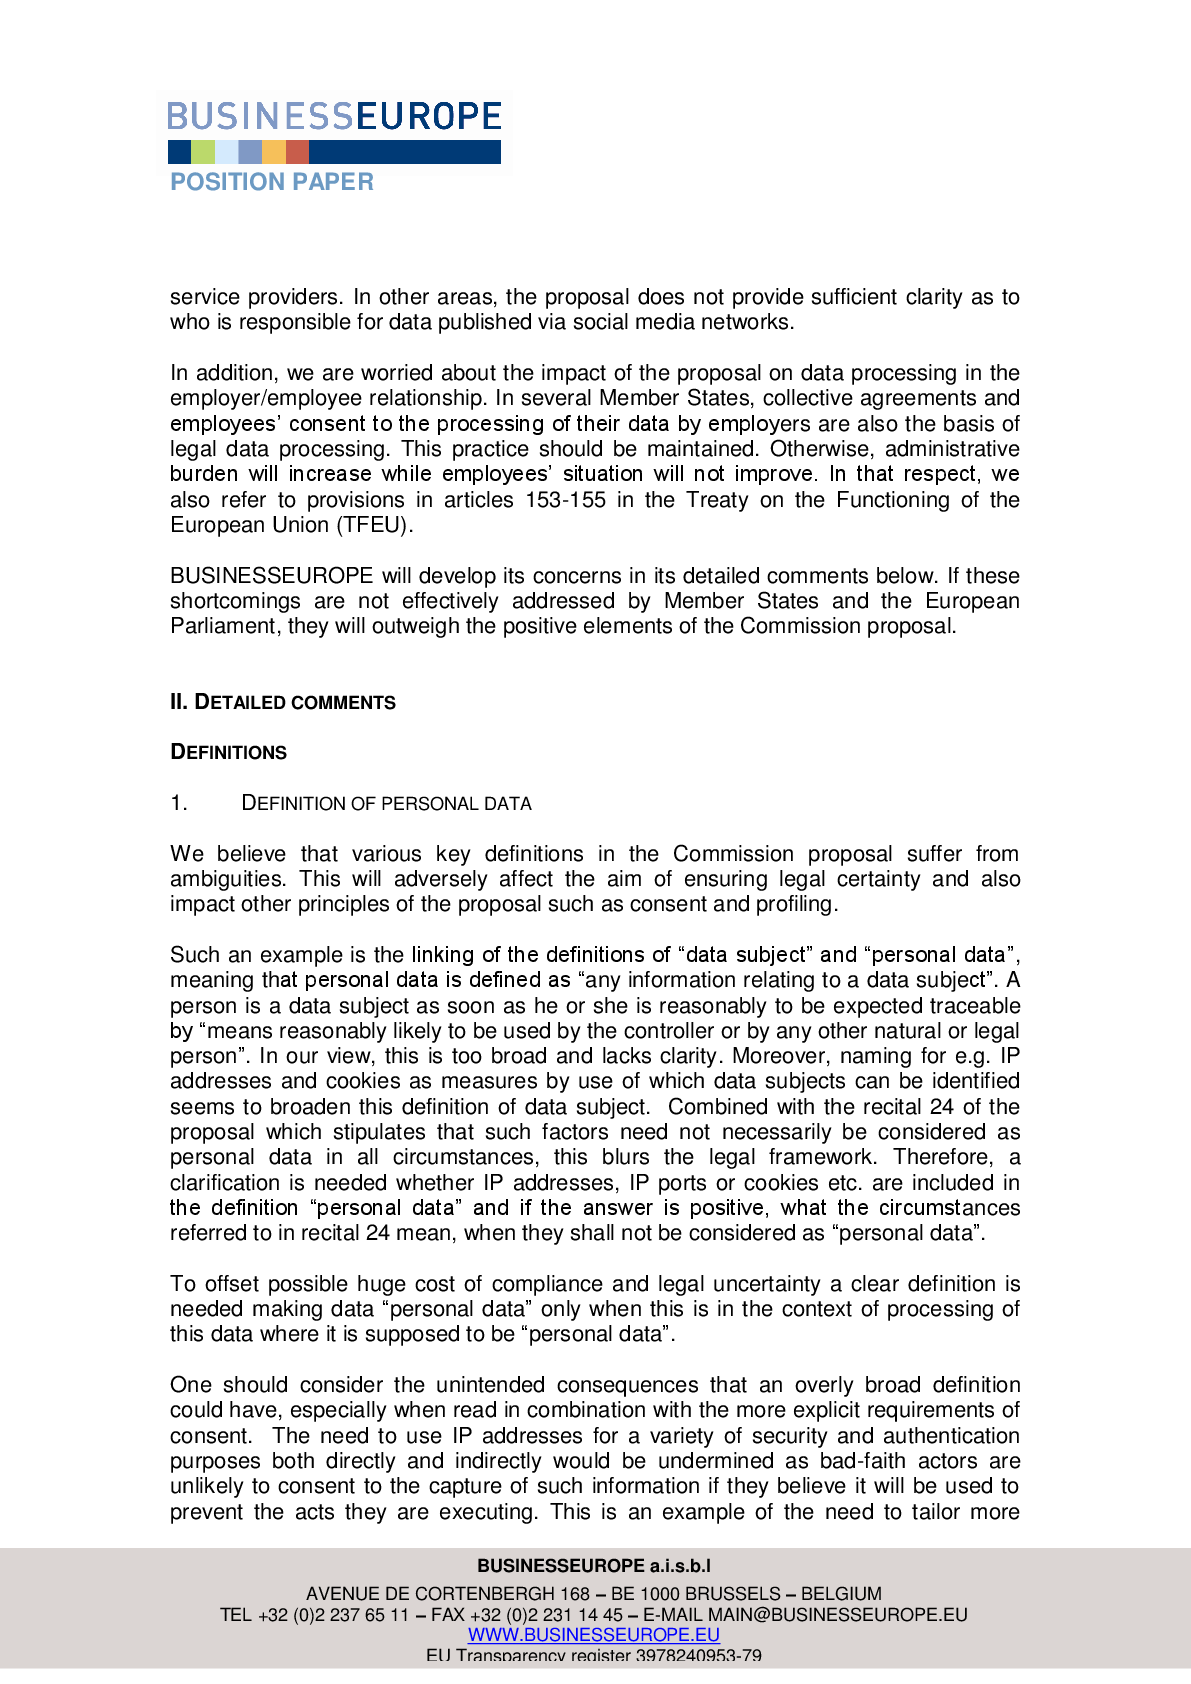 BUSINESSEUROPE
POSITION PAPER
service providers. In other areas, the proposal does not provide sufficient clarity as to
who is responsible for data published via social media networks.
In addition, we are worried about the impact of the proposal on data processing in the
employer/employee relationship. In several Member States, collective agreements and
employees’ consent to the processing of their data by employers are also the basis of
legal data processing. This practice should be maintained. Otherwise, administrative
burden will increase while employees’ situation will not improve. In that respect, we
also refer to provisions in articles 153-155 in the Treaty on the Functioning of the
European Union (TFEU).
BUSINESSEUROPE will develop its concerns in its detailed comments below. If these
shortcomings are not effectively addressed by Member States and the European
Parliament, they will outweigh the positive elements of the Commission proposal.
II. DETAILED COMMENTS
DEFINITIONS
1. DEFINITION OF PERSONAL DATA
We believe that various key definitions in the Commission proposal suffer from
ambiguities. This will adversely affect the aim of ensuring legal certainty and also
impact other principles of the proposal such as consent and profiling.
Such an example is the linking of the definitions of “data subject” and “personal data”,
meaning that personal data is defined as “any information relating to a data subject”. A
person is a data subject as soon as he or she is reasonably to be expected traceable
by “means reasonably likely to be used by the controller or by any other natural or legal
person”. In our view, this is too broad and lacks clarity. Moreover, naming for e.g. IP
addresses and cookies as measures by use of which data subjects can be identified
seems to broaden this definition of data subject.  Combined with the recital 24 of the
proposal which stipulates that such factors need not necessarily be considered as
personal data in all circumstances, this blurs the legal framework. Therefore, a
clarification is needed whether IP addresses, IP ports or cookies etc. are included in
the definition “personal data” and if the answer is positive, what the circumstances
referred to in recital 24 mean, when they shall not be considered as “personal data”.
To offset possible huge cost of compliance and legal uncertainty a clear definition is
needed making data “personal data” only when this is in the context of processing of
this data where it is supposed to be “personal data”.
One should consider the unintended consequences that an overly broad definition
could have, especially when read in combination with the more explicit requirements of
consent.  The need to use IP addresses for a variety of security and authentication
purposes both directly and indirectly would be undermined as bad-faith actors are
unlikely to consent to the capture of such information if they believe it will be used to
prevent the acts they are executing. This is an example of the need to tailor more
BUSINESSEUROPE a.i.s.b.l
AVENUE DE CORTENBERGH 168 – BE 1000 BRUSSELS – BELGIUM
TEL +32 (0)2 237 65 11 – FAX +32 (0)2 231 14 45 – E-MAIL MAIN@BUSINESSEUROPE.EU
WWW.BUSINESSEUROPE.EU
EU Transparency register 3978240953-79